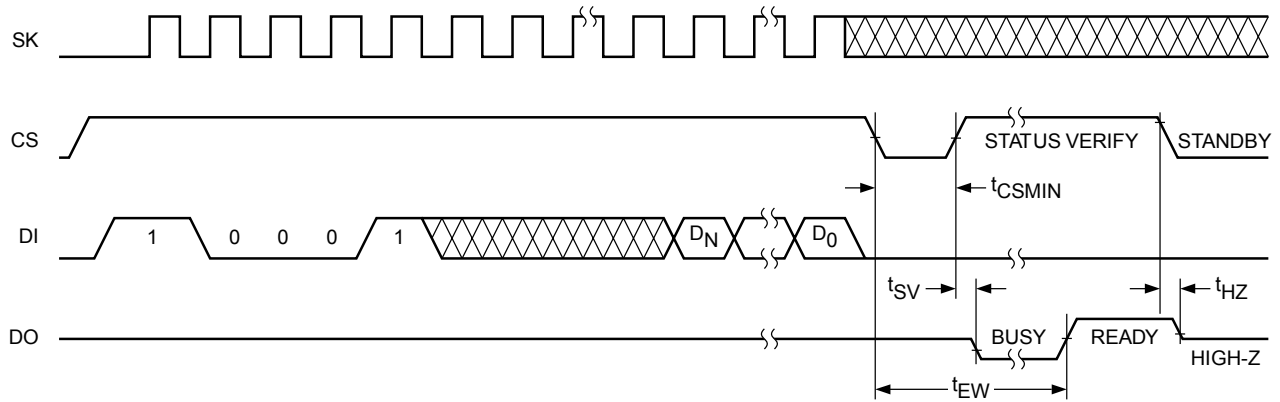 SK
CS
STATUS VERIFY
STANDBY
tCSMIN
DI
1
0
0
0
1
DN
D0
tSV
tHZ
DO
BUSY
READY
HIGH-Z
tEW